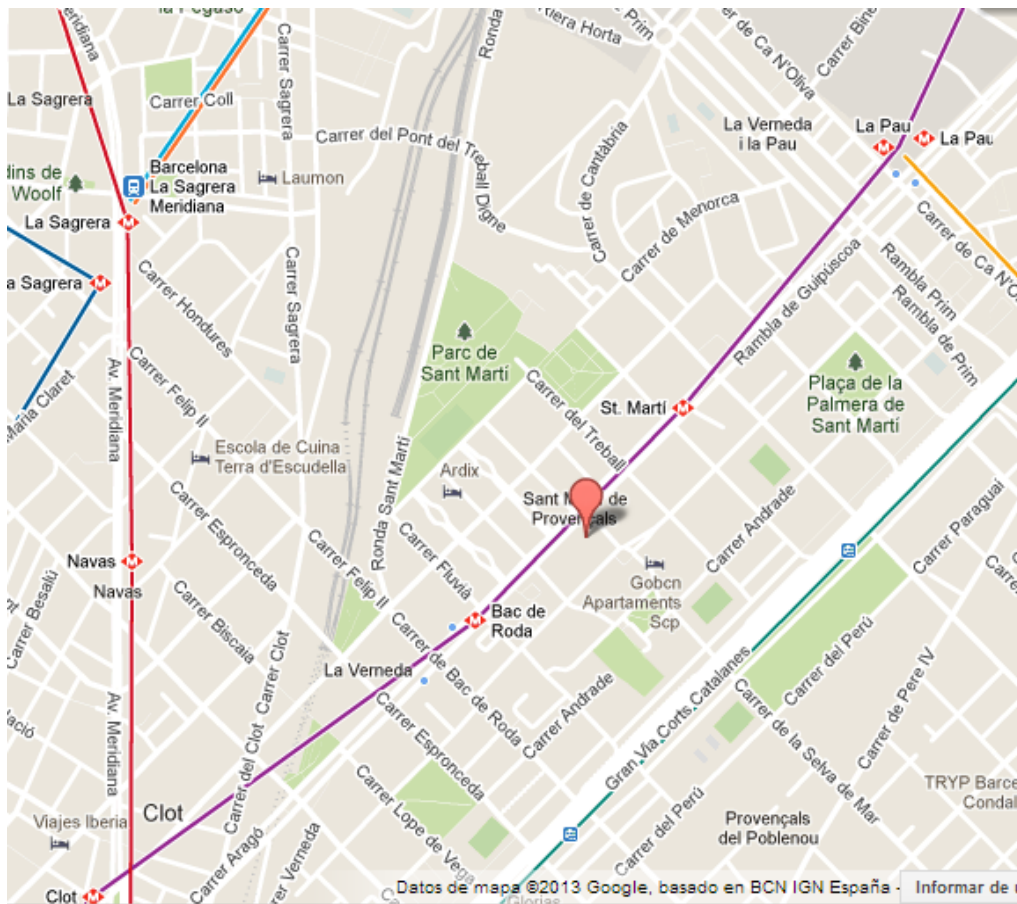 la Pegaso
Meridiana
Carrer Sagrera
Ronda
Riera Horta
de Prim
Carrer de Ca N'Oliva
Carrer Bine
La Sagrera
Carrer Coll
Carrer del Pont del Treball Digne
La Verneda
i la Pau
La Pau
La Pau
dins de
Woolf
Barcelona
La Sagrera
Meridiana
Laumon
Carrer de Cantàbria
Carrer de Menorca
La Sagrera
a Sagrera
Carrer Hondures
Carrer Sagrera
Carrer de Ca N'O
Rambla Prim
Rambla de Prim
Rambla de Guipúscoa
Parc de
Sant Martí
Maria Claret
Av. Meridiana
Carrer Felip II
Carrer del Treball
St. Martí
Plaça de la
Palmera de
Sant Martí
Escola de Cuina
Terra d'Escudella
Ardix
Ronda Sant Martí
Sant M de
Provençals
Carrer Andrade
Carrer Paraguai
Carrer Espronceda
Carrer Felip II
Carrer Fluvià
Navas
Navas
Carrer Besalú
Carrer Biscaia
Gobcn
Apartaments
Scp
Bac de
Roda
La Verneda
Carrer de Bac de Roda
Carrer Clot
Carrer del Clot
Av. Meridiana
Carrer Andrade
Gran Via Corts Catalanes
Carrer del Perú
Carrer de Pere IV
Carrer de la Selva de Mar
Carrer Espronceda
Carrer Lope de Vega
Carrer del Perú
TRYP Barce
Condal
Provençals
del Poblenou
Viajes Iberia
Clot
Carrer Aragó
Verneda
Clot
Glorias
Datos de mapa ©2013 Google, basado en BCN IGN España -
Informar de u